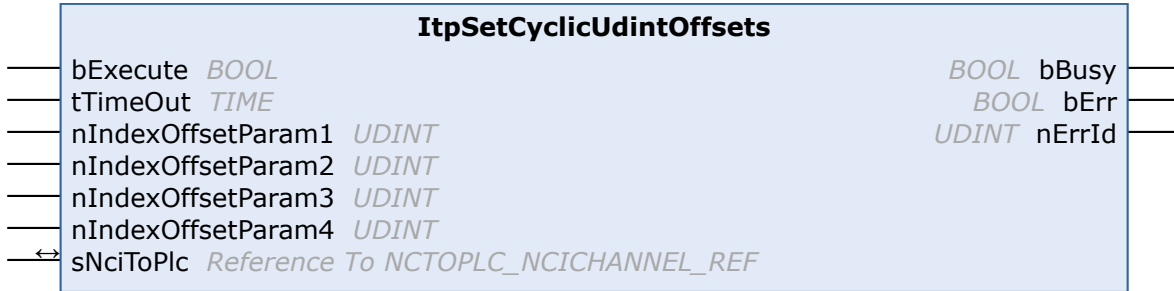 ItpSetCyclicUdintOffsets
bExecute BOOL BOOL bBusy
tTimeOut TIME BOOL bErr
nIndexOffsetParam1 UDINT UDINT nErrId
nIndexOffsetParam2 UDINT
nIndexOffsetParam3 UDINT
nIndexOffsetParam4 UDINT
↔ sNciToPlc Reference To NCTOPLC_NCICHANNEL_REF